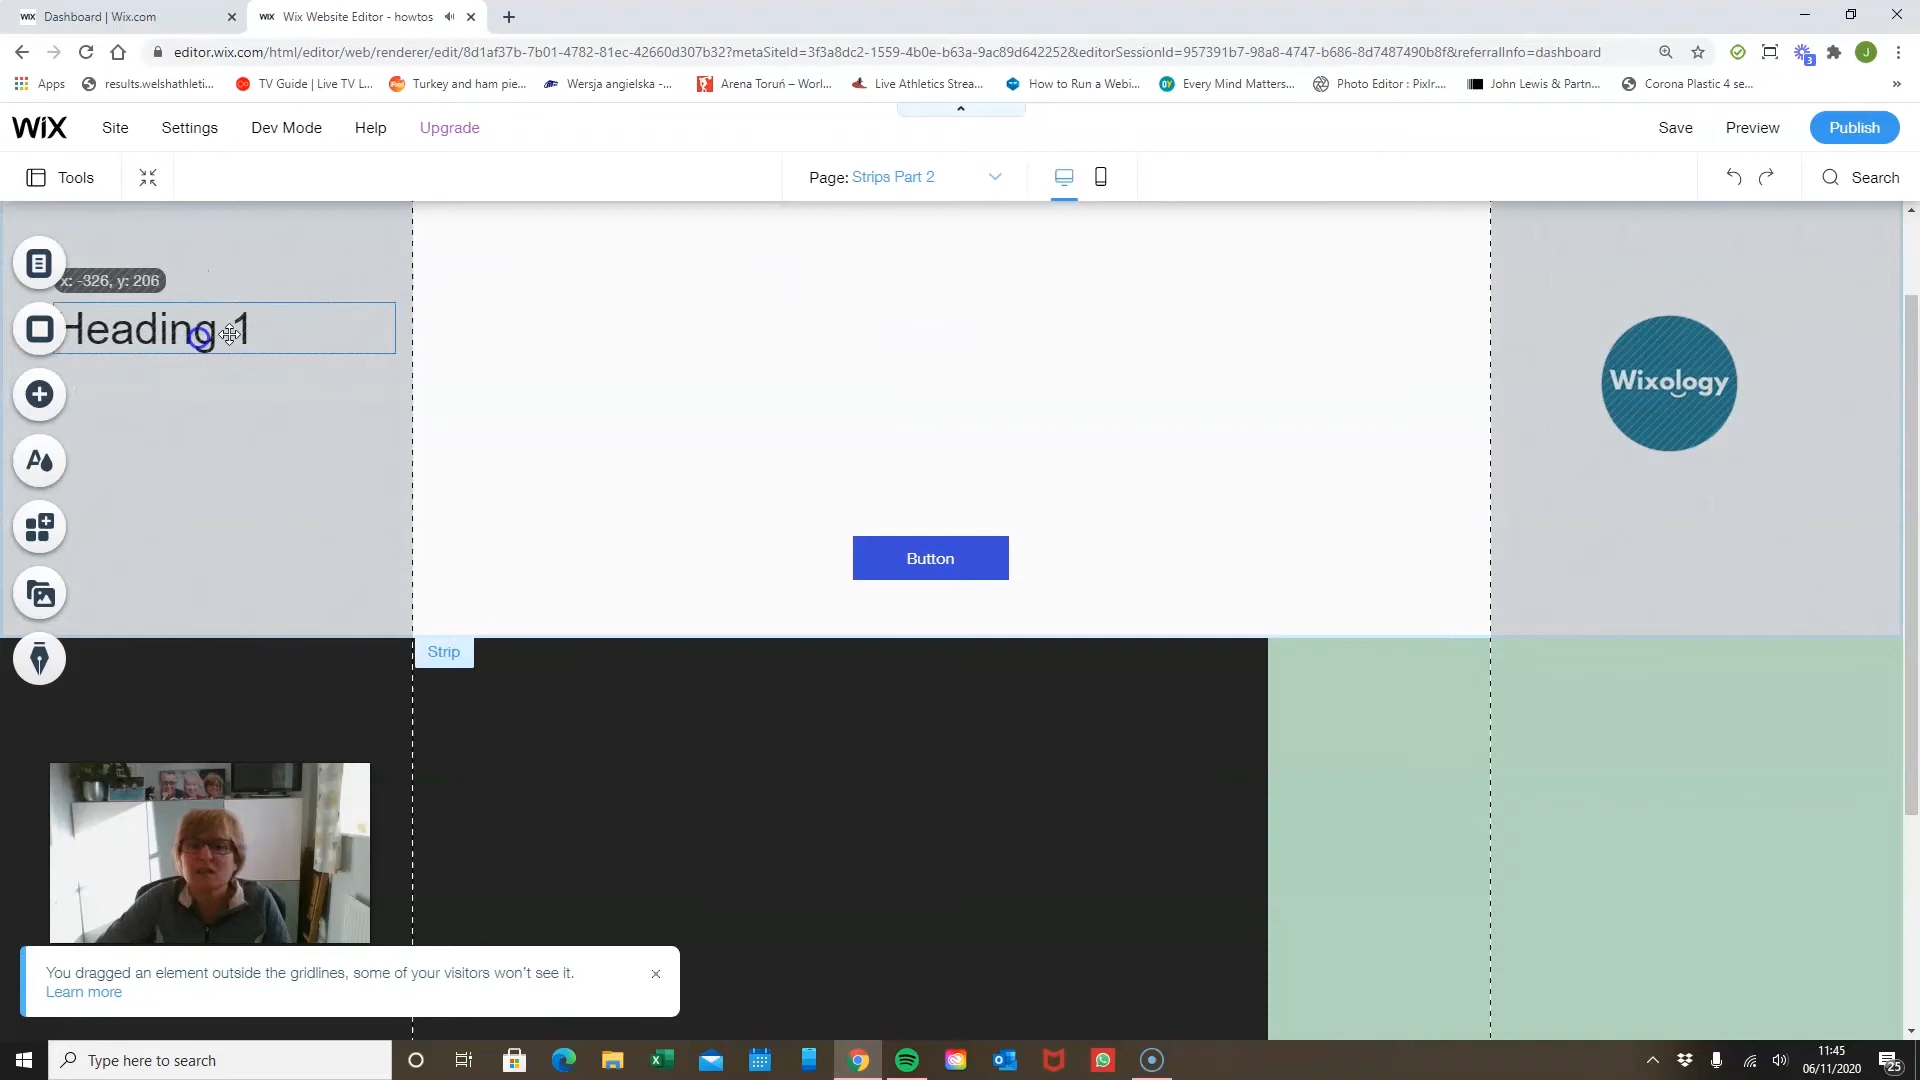 WIX Dashboard | Wix.com
WIX Wix Website Editor - howtos
editor.wix.com/html/editor/web/renderer/edit/8d1af37b-7b01-4782-81ec-42660d307b32?metaSiteId=3f3a8dc2-1559-4b0e-b63a-9ac89d642252&editorSessionId=957391b7-98a8-4747-b686-8d7487490b8f&referralInfo=dashboard
3
J
Apps
results.welshathleti...
TV Guide | Live TV L...
Turkey and ham pie...
Wersja angielska -...
Arena Toruń – Worl...
Live Athletics Strea...
How to Run a Webi...
Every Mind Matters...
Photo Editor : Pixlr....
John Lewis & Partn...
Corona Plastic 4 se...
WIX
Site
Settings
Dev Mode
Help
Upgrade
Save
Preview
Publish
Tools
Page: Strips Part 2
Search
x: -326, y: 206
Heading 1
Wixology
Button
Strip
You dragged an element outside the gridlines, some of your visitors won't see it.
Learn more
Type here to search
11:45
06/11/2020
25